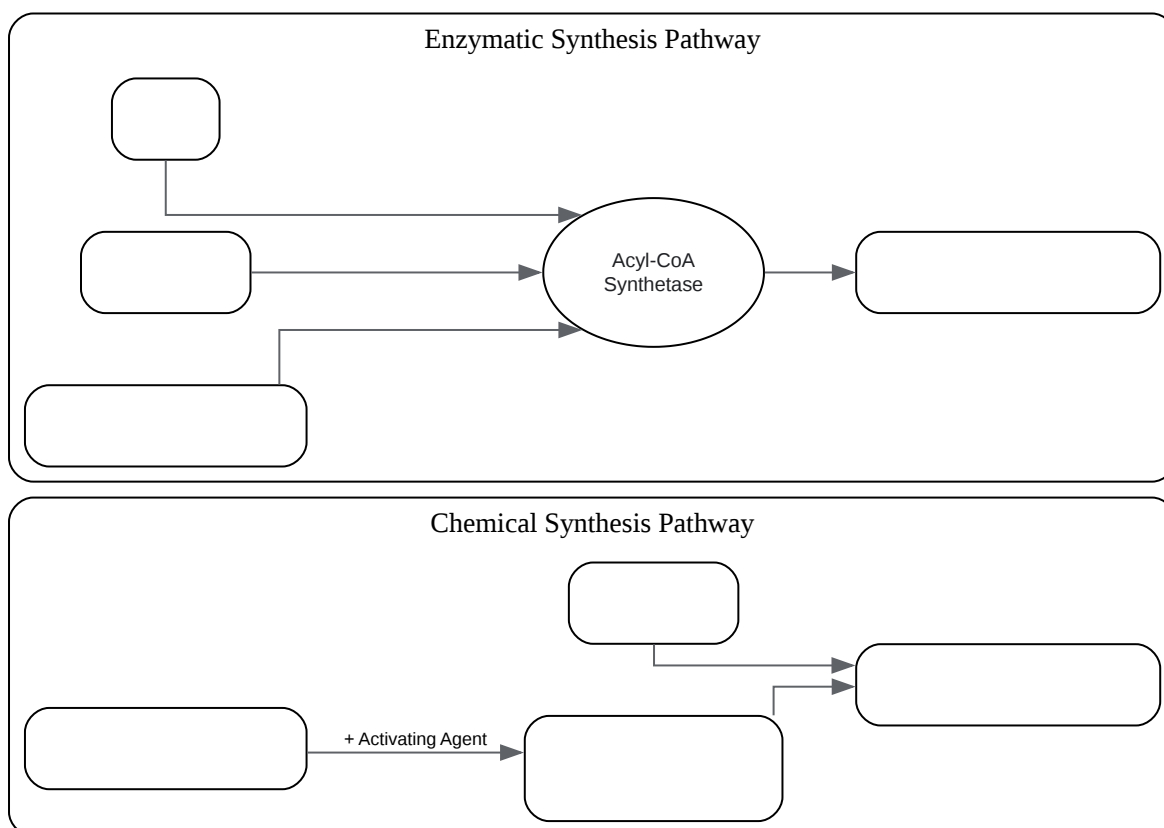 Enzymatic Synthesis Pathway
Acyl-CoA
Synthetase
Chemical Synthesis Pathway
+ Activating Agent